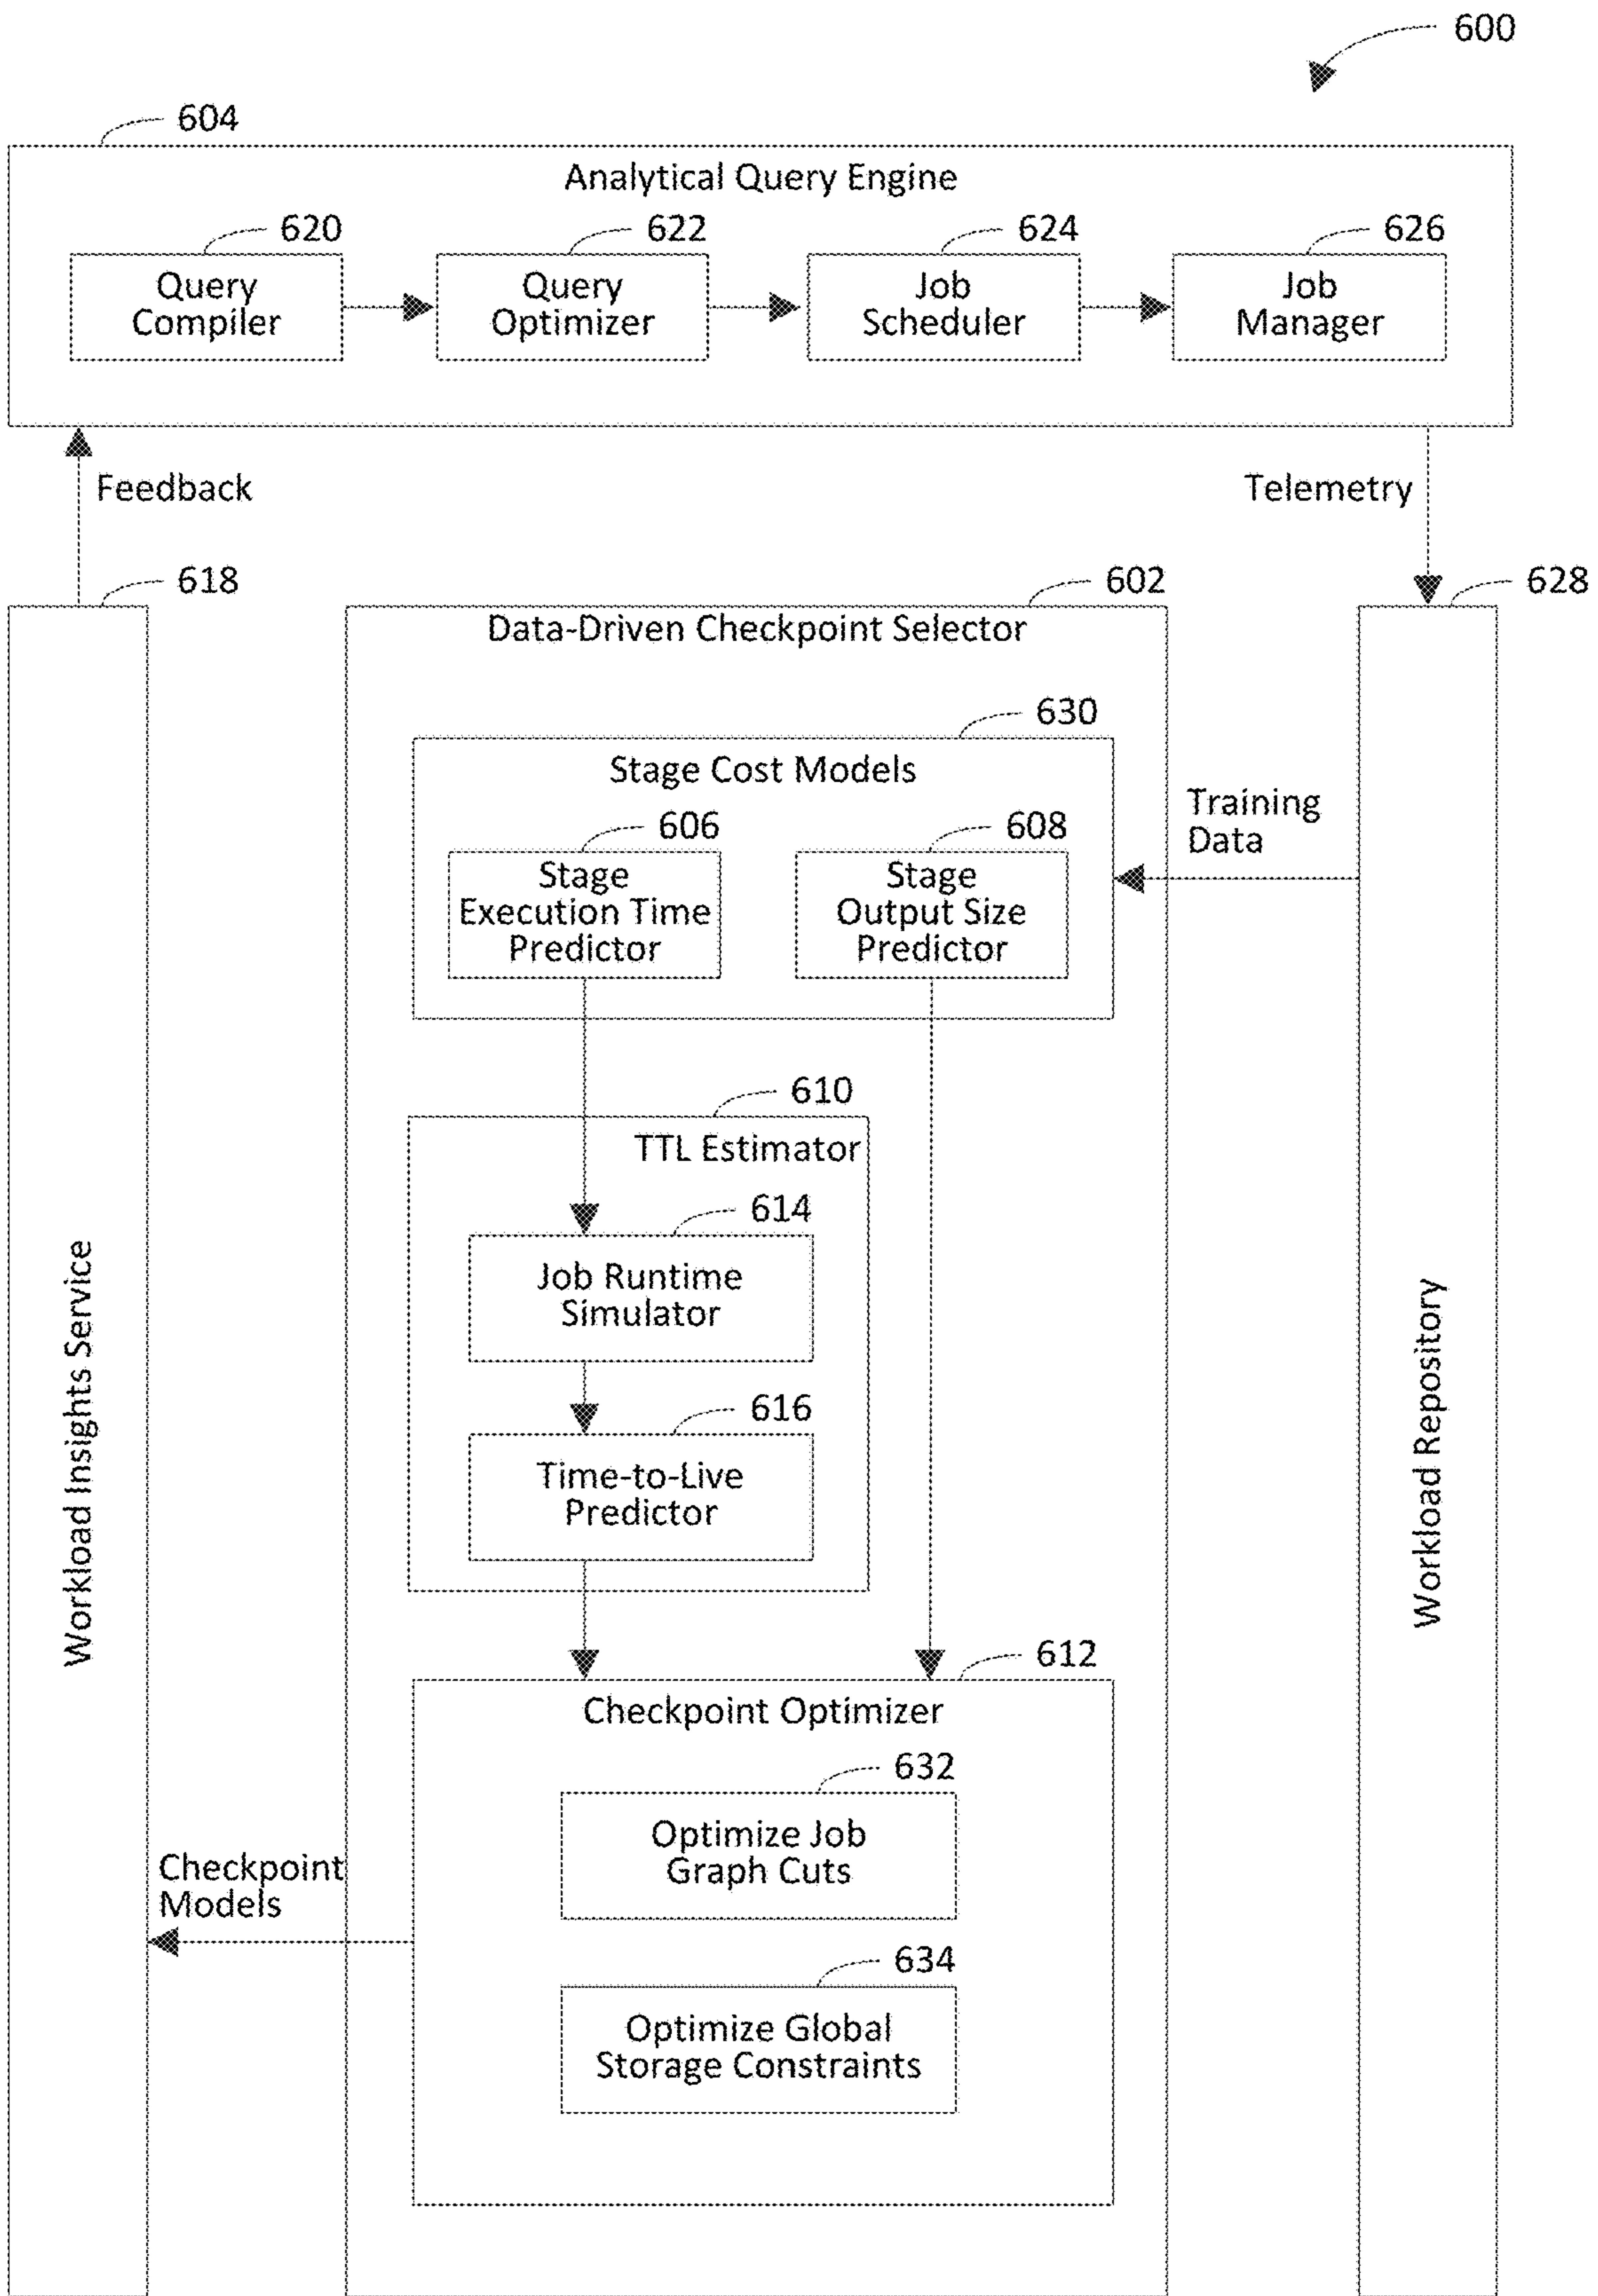 600
604
Analytical Query Engine
620
622
624
626
Query
Compiler
Query
Optimizer
Job
Scheduler
Job
Manager
Feedback
Telemetry
618
602
628
Data-Driven Checkpoint Selector
630
Stage Cost Models
606
608
Stage
Execution Time
Predictor
Stage
Output Size
Predictor
Training
Data
610
TTL Estimator
614
Job Runtime
Simulator
616
Time-to-Live
Predictor
Workload Insights Service
Workload Repository
612
Checkpoint Optimizer
632
Optimize Job
Graph Cuts
Checkpoint
Models
634
Optimize Global
Storage Constraints